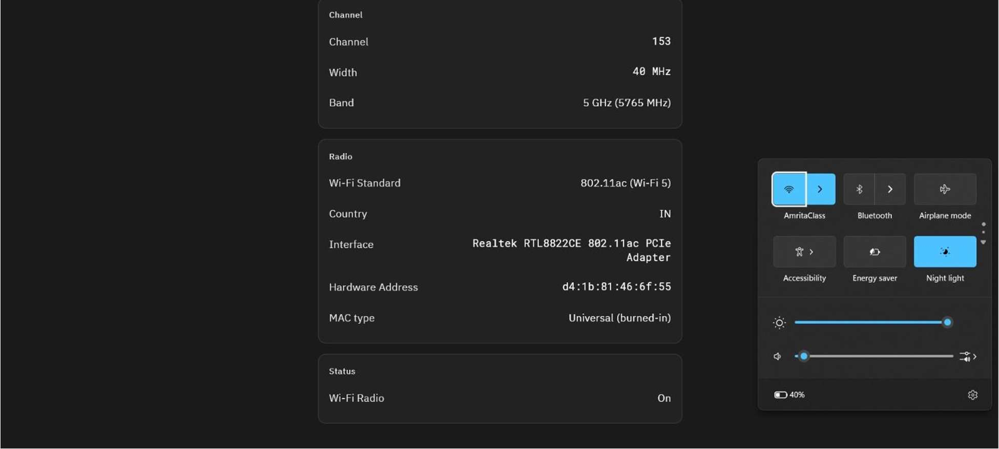 Channel
Channel 153
Width 40 MHz
Band 5 GHz (5765 MHz)
Radio
Wi-Fi Standard 802.11ac (Wi-Fi 5)
Country IN
Interface Realtek RTL8822CE 802.11ac PCIe
Adapter
Hardware Address d4:1b:81:46:6f:55
MAC type Universal (burned-in)
Status
Wi-Fi Radio On
AmritaClass Bluetooth Airplane mode
Accessibility Energy saver Night light
40%